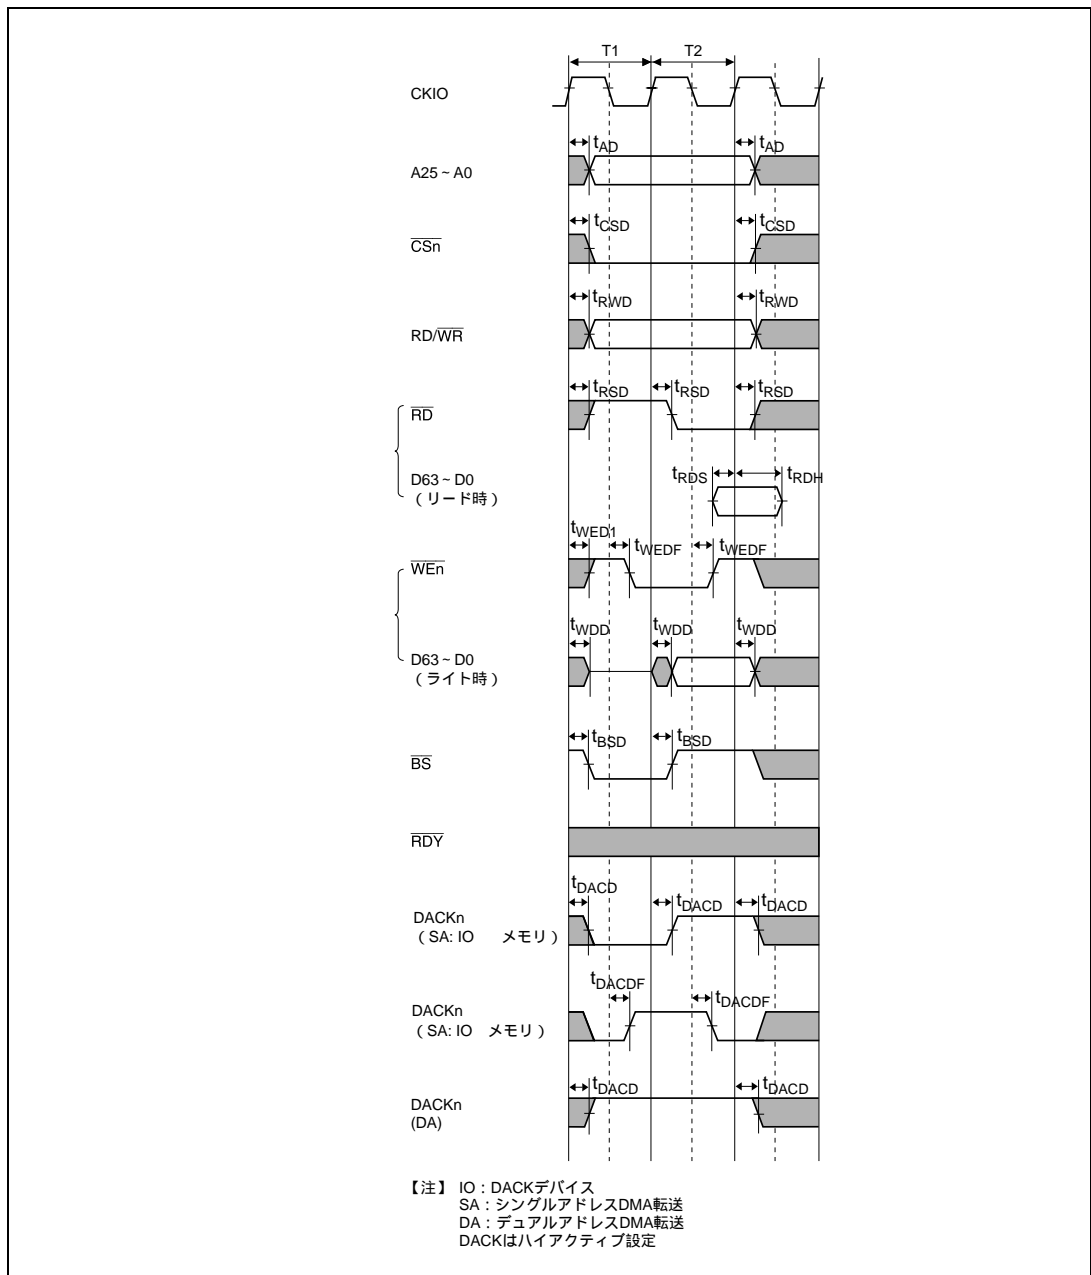 T1 T2
CKIO
tAD tAD
A25 ~ A0
tCSD tCSD
CSn
tRWD tRWD
RD/WR
tRSD tRSD tRSD
RD
tRDS tRDH
D63 ~ D0
( リード時 )
tWED1 tWEDF tWEDF
WEn
tWDD tWDD tWDD
D63 ~ D0
( ライト時 )
tBSD tBSD
BS
RDY
tDACD tDACD tDACD
DACKn
( SA: IO メモリ )
tDACDF tDACDF
DACKn
( SA: IO メモリ )
tDACD tDACD
DACKn
(DA)
【注】 IO : DACKデバイス
SA : シングルアドレスDMA転送
DA : デュアルアドレスDMA転送
DACKはハイアクティブ設定